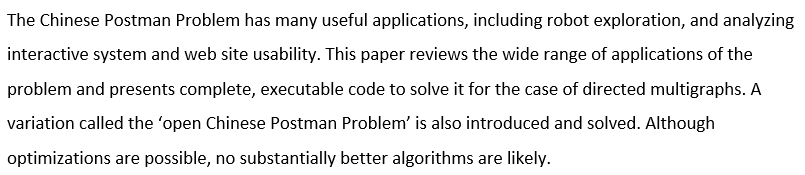 The Chinese Postman Problem has many useful applications, including robot exploration, and analyzing
interactive system and web site usability. This paper reviews the wide range of applications of the
problem and presents complete, executable code to solve it for the case of directed multigraphs. A
variation called the ‘open Chinese Postman Problem’ is also introduced and solved. Although
optimizations are possible, no substantially better algorithms are likely.